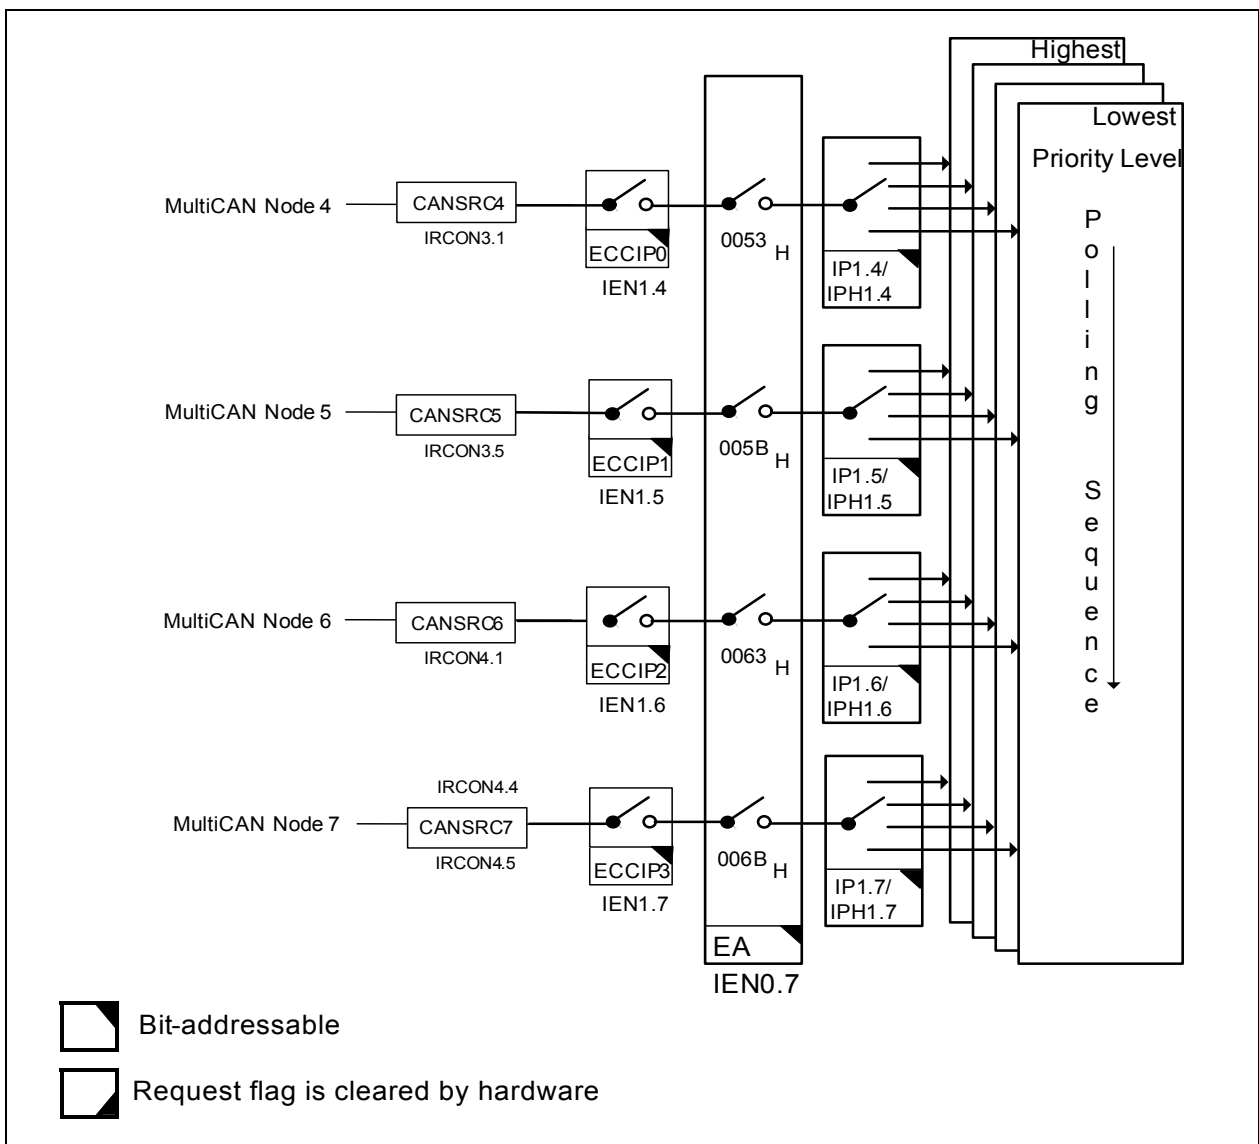 Highest
Lowest
Priority Level
Polling Sequence
MultiCAN Node 4
CANSRC4
IRCON3.1
ECCIP0
IEN1.4
0053 H
IP1.4/
IPH1.4
MultiCAN Node 5
CANSRC5
IRCON3.5
ECCIP1
IEN1.5
005B H
IP1.5/
IPH1.5
MultiCAN Node 6
CANSRC6
IRCON4.1
ECCIP2
IEN1.6
0063 H
IP1.6/
IPH1.6
IRCON4.4
MultiCAN Node 7
CANSRC7
IRCON4.5
ECCIP3
IEN1.7
006B H
IP1.7/
IPH1.7
EA
IEN0.7
Bit-addressable
Request flag is cleared by hardware